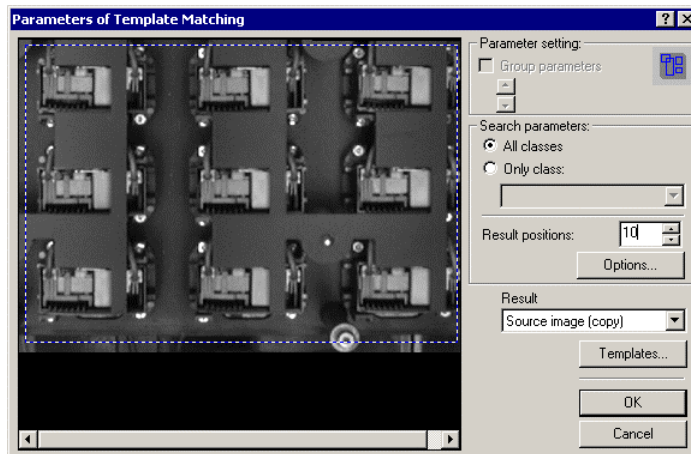 Parameters of Template Matching
Parameter setting:
Group parameters
Search parameters:
All classes
Only class:
Result positions: 10
Options...
Result
Source image (copy)
Templates...
OK
Cancel